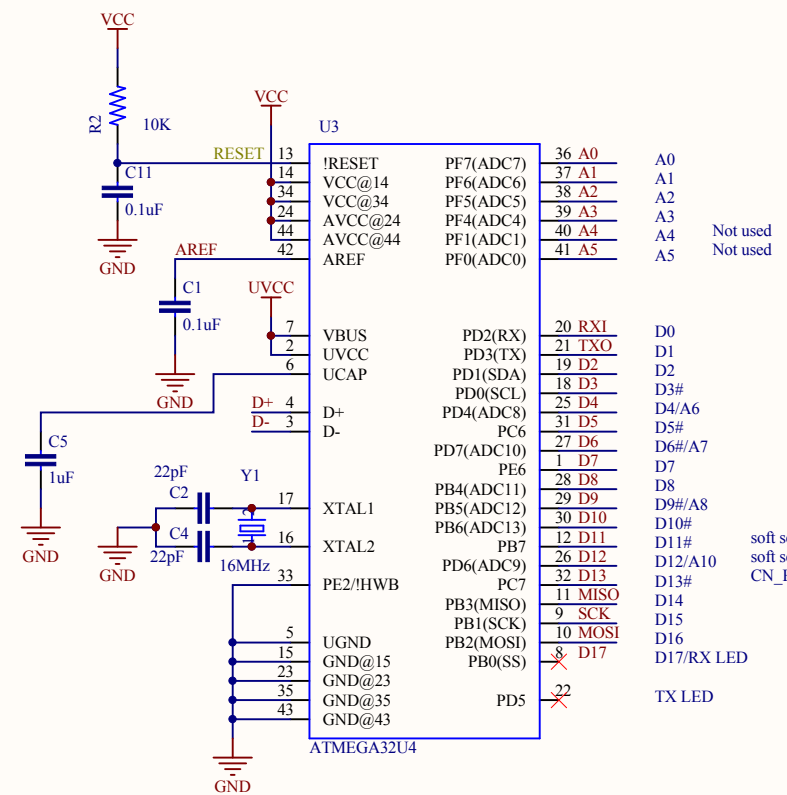 VCC
R2
10K
VCC
U3
RESET 13 !RESET PF7(ADC7) 36 A0 A0
C11 14 VCC@14 PF6(ADC6) 37 A1 A1
34 VCC@34 PF5(ADC5) 38 A2 A2
0.1uF 24 AVCC@24 PF4(ADC4) 39 A3 A3
44 AVCC@44 PF1(ADC1) 40 A4 A4 Not used
GND AREF 42 AREF PF0(ADC0) 41 A5 A5 Not used
C1 UVCC
0.1uF
7 VBUS PD2(RX) 20 RXI D0
2 UVCC PD3(TX) 21 TXO D1
6 UCAP PD1(SDA) 19 D2 D2
GND PD0(SCL) 18 D3 D3#
D+ 4 D+ PD4(ADC8) 25 D4 D4/A6
D- 3 D- PC6 31 D5 D5#
C5 PD7(ADC10) 27 D6 D6#/A7
1uF 22pF Y1 PE6 1 D7 D7
C2 PB4(ADC11) 28 D8 D8
17 XTAL1 PB5(ADC12) 29 D9 D9#/A8
C4 2 1 PB6(ADC13) 30 D10 D10#
16 XTAL2 PB7 12 D11 D11#
GND 22pF 16MHz PD6(ADC9) 26 D12 D12/A10
GND 33 PE2/!HWB PC7 32 D13 D13#
PB3(MISO) 11 MISO D14
PB1(SCK) 9 SCK D15
5 UGND PB2(MOSI) 10 MOSI D16
15 GND@15 PB0(SS) 8 D17 D17/RX LED
23 GND@23
35 GND@35 PD5 22 TX LED
43 GND@43
ATMEGA32U4
GND